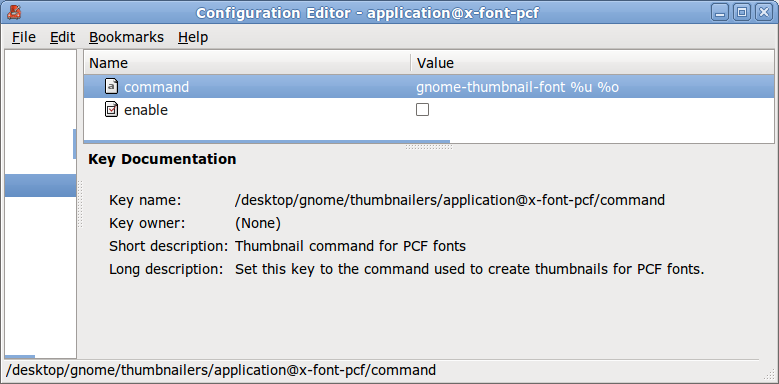 Configuration Editor - application@x-font-pcf
File Edit Bookmarks Help
Name Value
command gnome-thumbnail-font %u %o
enable
Key Documentation
Key name: /desktop/gnome/thumbnailers/application@x-font-pcf/command
Key owner: (None)
Short description: Thumbnail command for PCF fonts
Long description: Set this key to the command used to create thumbnails for PCF fonts.
/desktop/gnome/thumbnailers/application@x-font-pcf/command